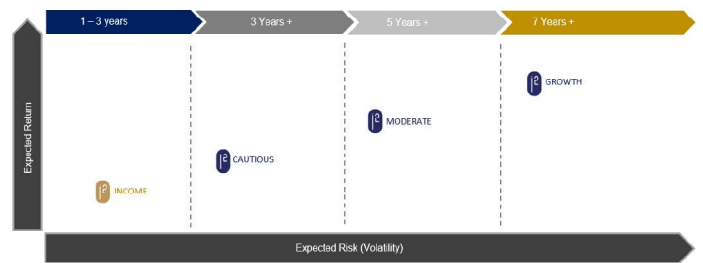 1 – 3 years
3 Years +
5 Years +
7 Years +
Expected Return
GROWTH
MODERATE
CAUTIOUS
INCOME
Expected Risk (Volatility)